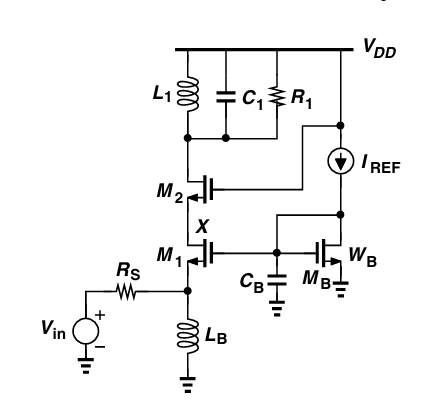 V_DD
L_1
C_1
R_1
I_REF
M_2
X
M_1
W_B
R_S
C_B
M_B
V_in
+
−
L_B